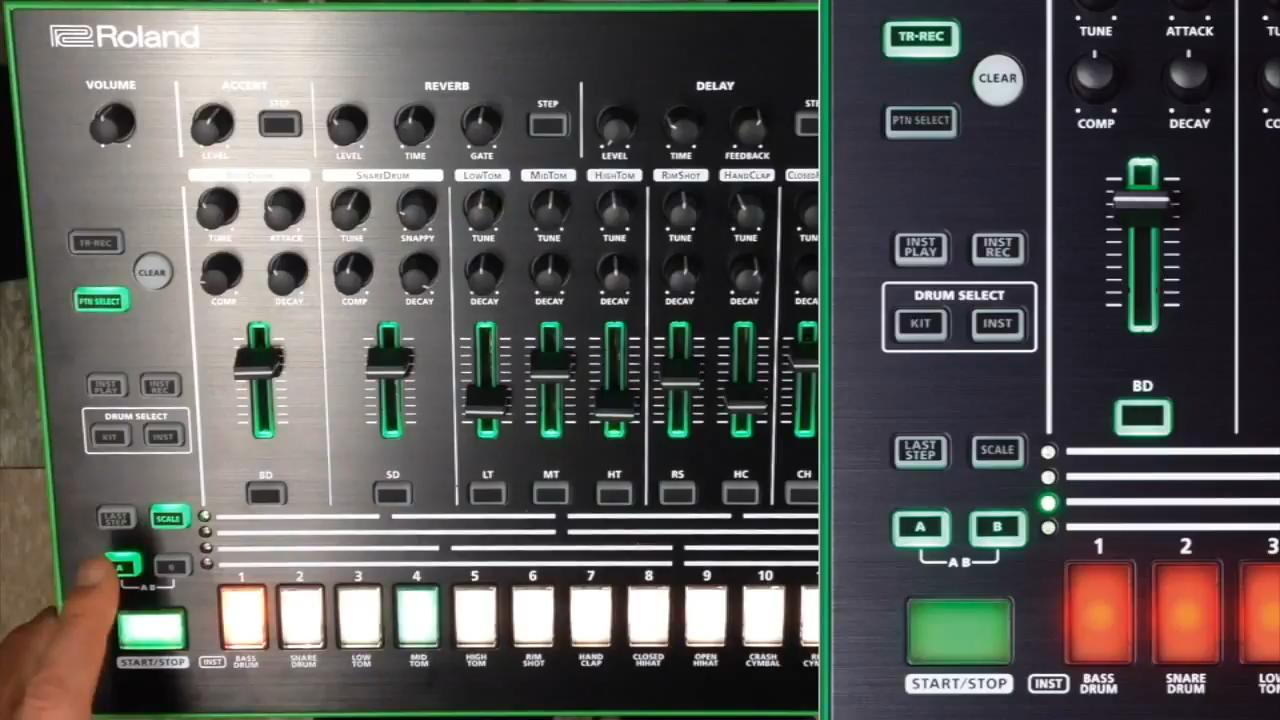 Roland
VOLUME
ACCENT
REVERB
DELAY
STEP
STEP
LEVEL
LEVEL
TIME
GATE
LEVEL
TIME
FEEDBACK
SNAREDRUM
LOWTOM
MIDTOM
HIGHTOM
RIMSHOT
HANDCLAP
TUNE
ATTACK
TUNE
SNAPPY
TUNE
TUNE
TUNE
TUNE
TUNE
TR-REC
CLEAR
PTN SELECT
COMP
DECAY
COMP
DECAY
DECAY
DECAY
DECAY
DECAY
DECAY
INST PLAY
INST REC
DRUM SELECT
KIT
INST
BD
SD
LT
MT
HT
RS
HC
CH
LAST STEP
SCALE
A
B
A B
1
2
3
4
5
6
7
8
9
10
START/STOP
INST
BASS DRUM
SNARE DRUM
LOW TOM
MID TOM
HIGH TOM
RIM SHOT
HAND CLAP
CLOSED HIHAT
OPEN HIHAT
CRASH CYMBAL
TR-REC
CLEAR
PTN SELECT
TUNE
ATTACK
COMP
DECAY
INST PLAY
INST REC
DRUM SELECT
KIT
INST
BD
LAST STEP
SCALE
A
B
A B
1
2
3
START/STOP
INST
BASS DRUM
SNARE DRUM